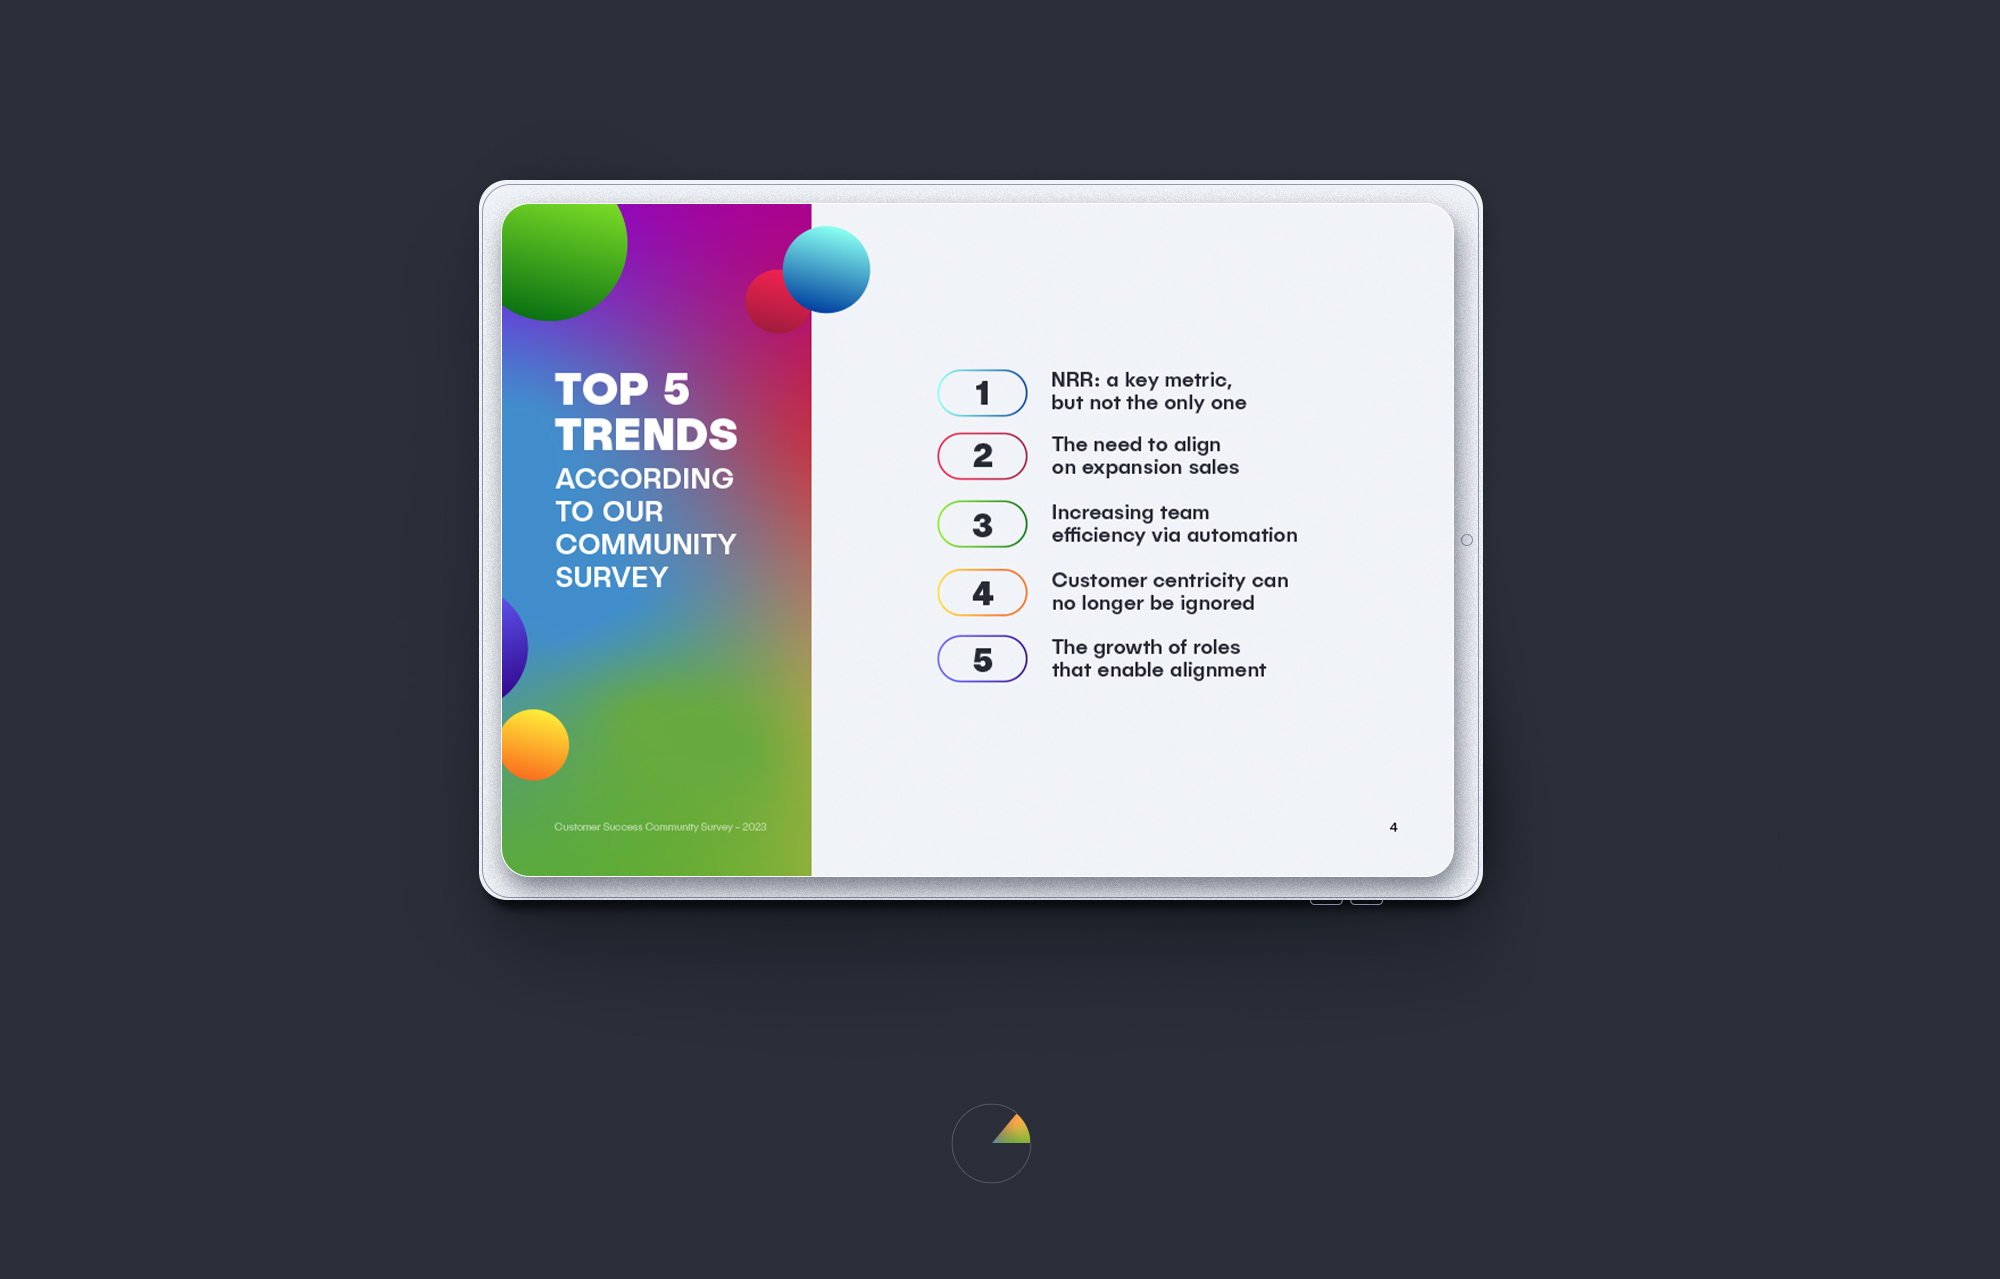 TOP 5
TRENDS
ACCORDING
TO OUR
COMMUNITY
SURVEY
1
NRR: a key metric,
but not the only one
2
The need to align
on expansion sales
3
Increasing team
efficiency via automation
4
Customer centricity can
no longer be ignored
5
The growth of roles
that enable alignment
Customer Success Community Survey - 2023
4